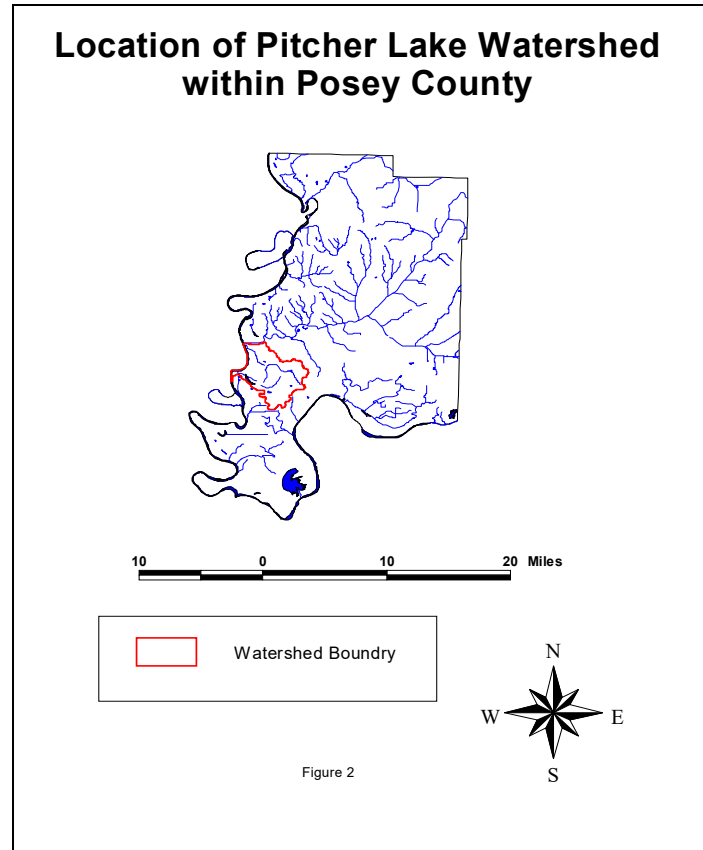 Location of Pitcher Lake Watershed
within Posey County
10 0 10 20 Miles
Watershed Boundry
N
W E
S
Figure 2